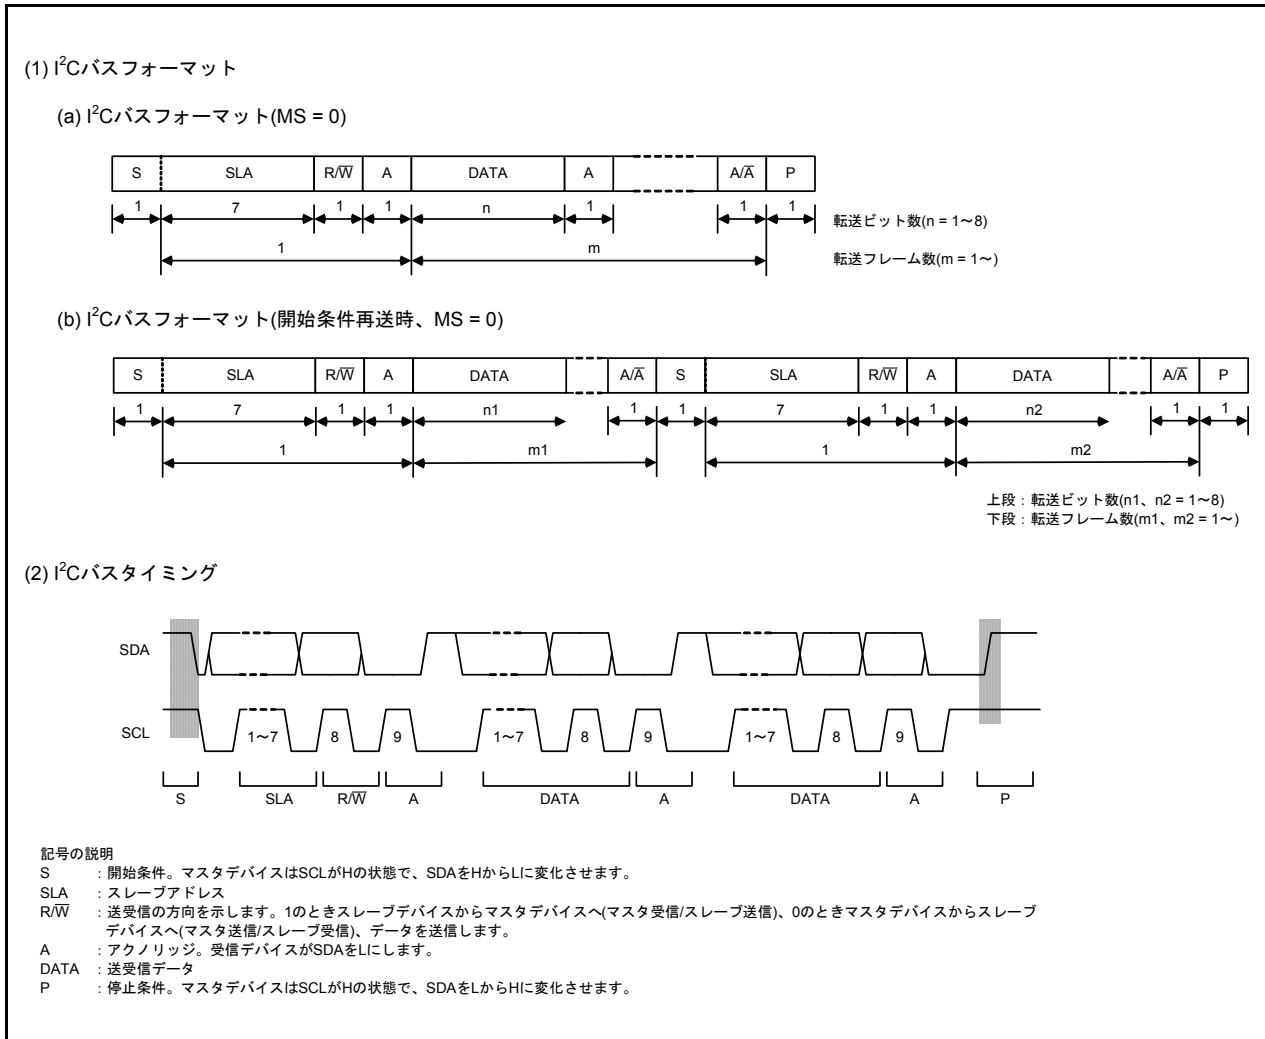 (1) I²Cバスフォーマット
(a) I²Cバスフォーマット(MS = 0)
S SLA R/W̅ A DATA A A/A̅ P
1 7 1 1 n 1 1 1
転送ビット数(n = 1～8)
1 m
転送フレーム数(m = 1～)
(b) I²Cバスフォーマット(開始条件再送時、MS = 0)
S SLA R/W̅ A DATA A/A̅ S SLA R/W̅ A DATA A/A̅ P
1 7 1 1 n1 1 1 7 1 1 n2 1 1
1 m1 1 m2
上段：転送ビット数(n1、n2 = 1～8)
下段：転送フレーム数(m1、m2 = 1～)
(2) I²Cバスタイミング
SDA
SCL 1～7 8 9 1～7 8 9 1～7 8 9
S SLA R/W̅ A DATA A DATA A P
記号の説明
S ：開始条件。マスタデバイスはSCLがHの状態で、SDAをHからLに変化させます。
SLA ：スレーブアドレス
R/W̅ ：送受信の方向を示します。1のときスレーブデバイスからマスタデバイスへ(マスタ受信/スレーブ送信)、0のときマスタデバイスからスレーブ
デバイスへ(マスタ送信/スレーブ受信)、データを送信します。
A ：アクノリッジ。受信デバイスがSDAをLにします。
DATA ：送受信データ
P ：停止条件。マスタデバイスはSCLがHの状態で、SDAをLからHに変化させます。